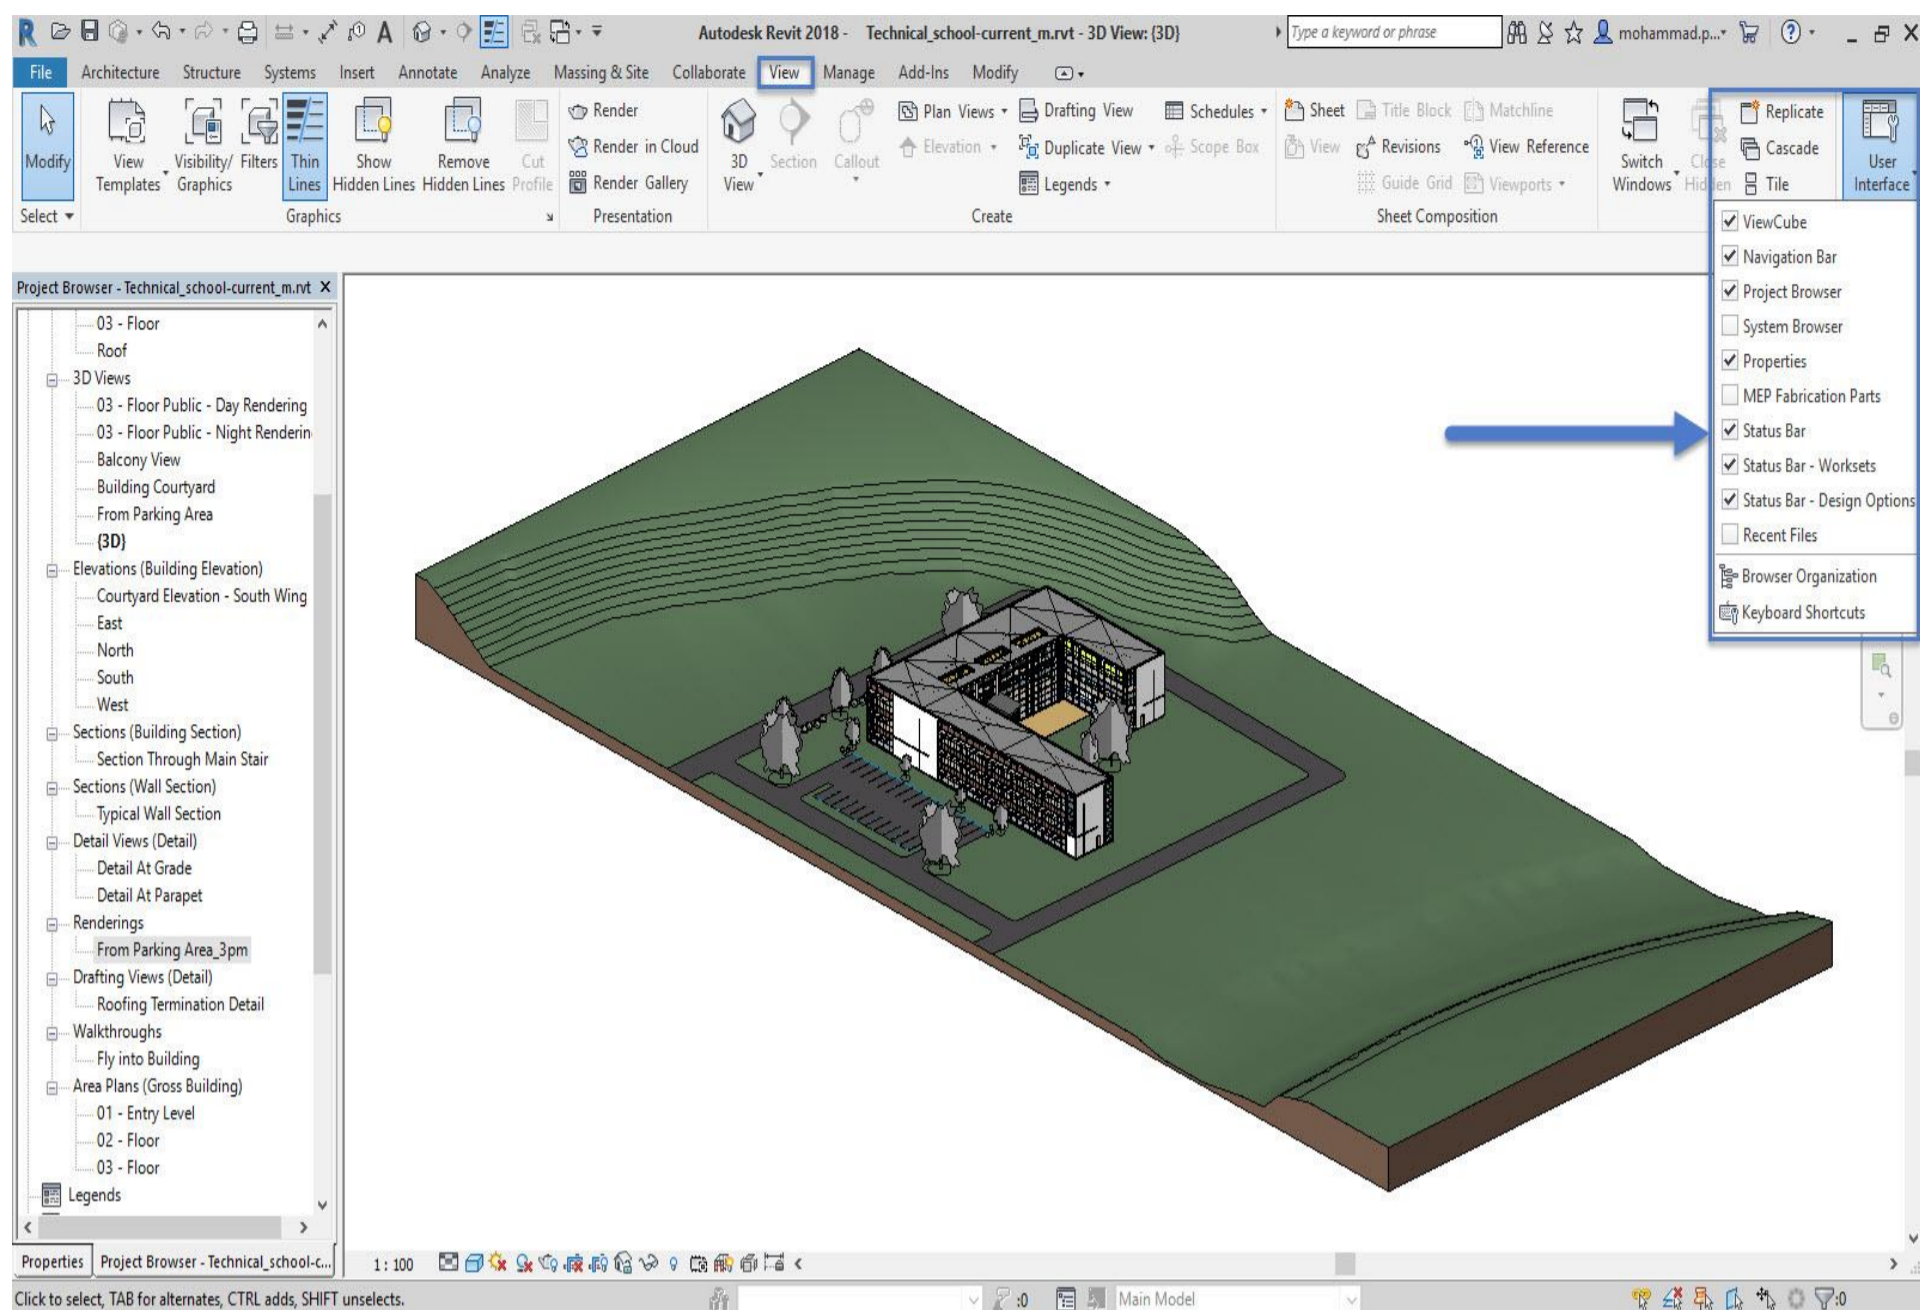 Autodesk Revit 2018 - Technical_school-current_m.rvt - 3D View: {3D}
Type a keyword or phrase
mohammad.p...
File Architecture Structure Systems Insert Annotate Analyze Massing & Site Collaborate View Manage Add-Ins Modify
Modify
View Templates
Visibility/ Graphics
Filters
Thin Lines
Show Hidden Lines
Remove Hidden Lines
Cut Profile
Render
Render in Cloud
Render Gallery
3D View
Section
Callout
Plan Views
Elevation
Drafting View
Duplicate View
Legends
Schedules
Scope Box
Sheet
View
Title Block
Revisions
Guide Grid
Matchline
View Reference
Viewports
Switch Windows
Close Hidden
Replicate
Cascade
Tile
User Interface
Select
Graphics
Presentation
Create
Sheet Composition
ViewCube
Navigation Bar
Project Browser
System Browser
Properties
MEP Fabrication Parts
Status Bar
Status Bar - Worksets
Status Bar - Design Options
Recent Files
Browser Organization
Keyboard Shortcuts
Project Browser - Technical_school-current_m.rvt X
03 - Floor
Roof
3D Views
03 - Floor Public - Day Rendering
03 - Floor Public - Night Renderin
Balcony View
Building Courtyard
From Parking Area
{3D}
Elevations (Building Elevation)
Courtyard Elevation - South Wing
East
North
South
West
Sections (Building Section)
Section Through Main Stair
Sections (Wall Section)
Typical Wall Section
Detail Views (Detail)
Detail At Grade
Detail At Parapet
Renderings
From Parking Area_3pm
Drafting Views (Detail)
Roofing Termination Detail
Walkthroughs
Fly into Building
Area Plans (Gross Building)
01 - Entry Level
02 - Floor
03 - Floor
Legends
Properties
Project Browser - Technical_school-c...
1 : 100
Click to select, TAB for alternates, CTRL adds, SHIFT unselects.
:0
Main Model
:0